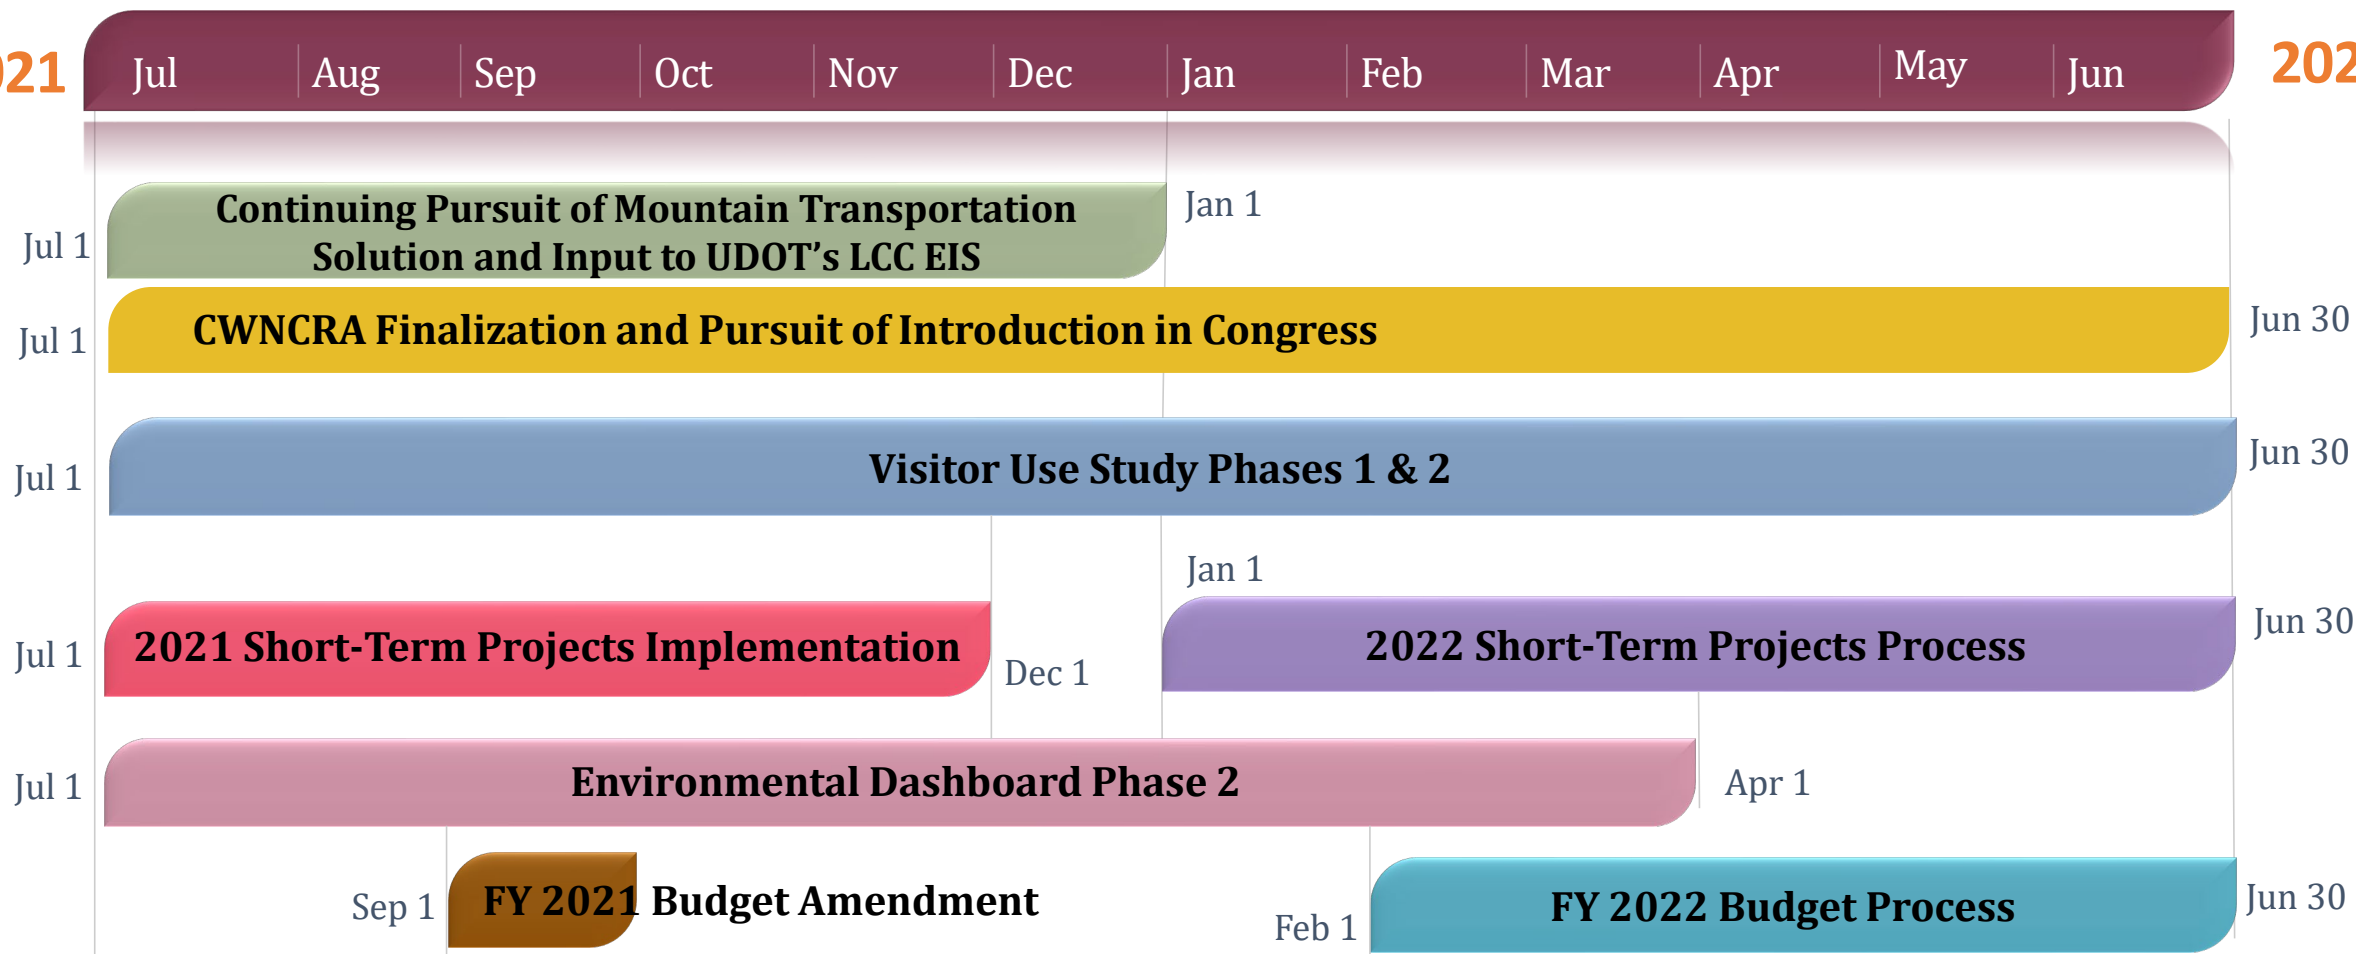 021 Jul Aug Sep Oct Nov Dec Jan Feb Mar Apr May Jun 202
Continuing Pursuit of Mountain Transportation
Solution and Input to UDOT’s LCC EIS
Jul 1
Jan 1
Jul 1
CWNCRA Finalization and Pursuit of Introduction in Congress
Jun 30
Jul 1
Visitor Use Study Phases 1 & 2
Jun 30
Jul 1
2021 Short-Term Projects Implementation
Dec 1
Jan 1
2022 Short-Term Projects Process
Jun 30
Jul 1
Environmental Dashboard Phase 2
Apr 1
Sep 1
FY 2021 Budget Amendment
Feb 1
FY 2022 Budget Process
Jun 30